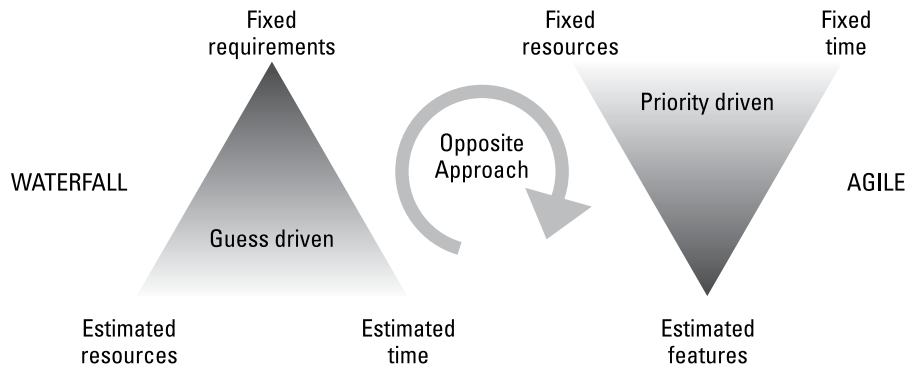 Fixed
requirements
Fixed
resources
Fixed
time
Priority driven
Opposite
Approach
WATERFALL
AGILE
Guess driven
Estimated
resources
Estimated
time
Estimated
features